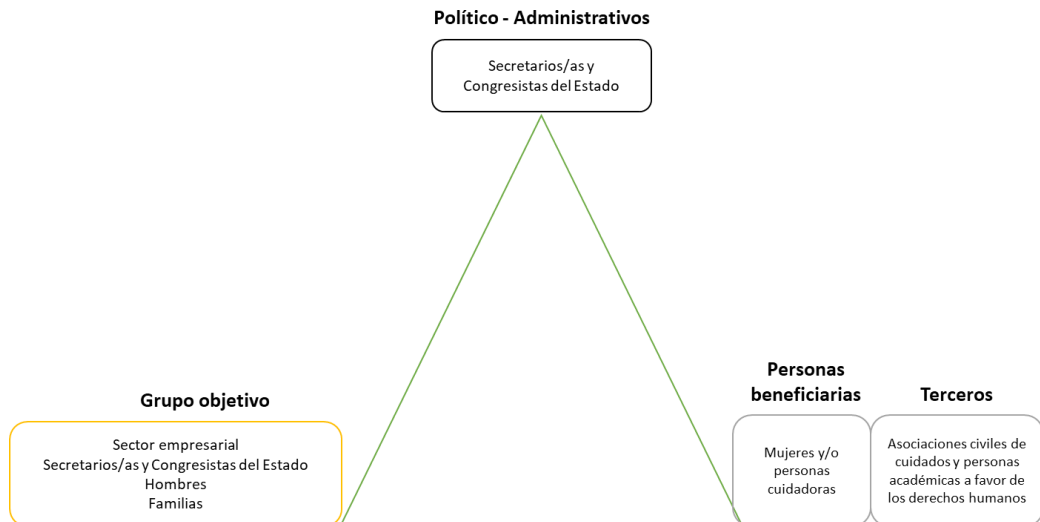 Político - Administrativos
Secretarios/as y
Congresistas del Estado
Grupo objetivo
Sector empresarial
Secretarios/as y Congresistas del Estado
Hombres
Familias
Personas
beneficiarias
Mujeres y/o
personas
cuidadoras
Terceros
Asociaciones civiles de
cuidados y personas
académicas a favor de
los derechos humanos